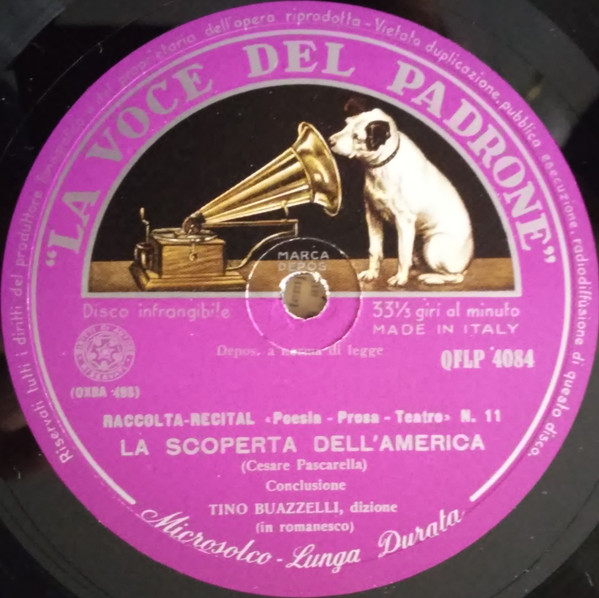 Riservati tutti i diritti del produttore fonografico e del proprietario dell'opera riprodotta - Vietata duplicazione, pubblica esecuzione, radiodiffusione di questo disco.
"LA VOCE DEL PADRONE"
MARCA
DEPOS
Disco infrangibile
33⅓ giri al minuto
MADE IN ITALY
Depos. a norma di legge
QFLP 4084
(OXBA 495)
RACCOLTA-RECITAL «Poesia - Prosa - Teatro» N. 11
LA SCOPERTA DELL'AMERICA
(Cesare Pascarella)
Conclusione
TINO BUAZZELLI, dizione
(in romanesco)
Microsolco - Lunga Durata